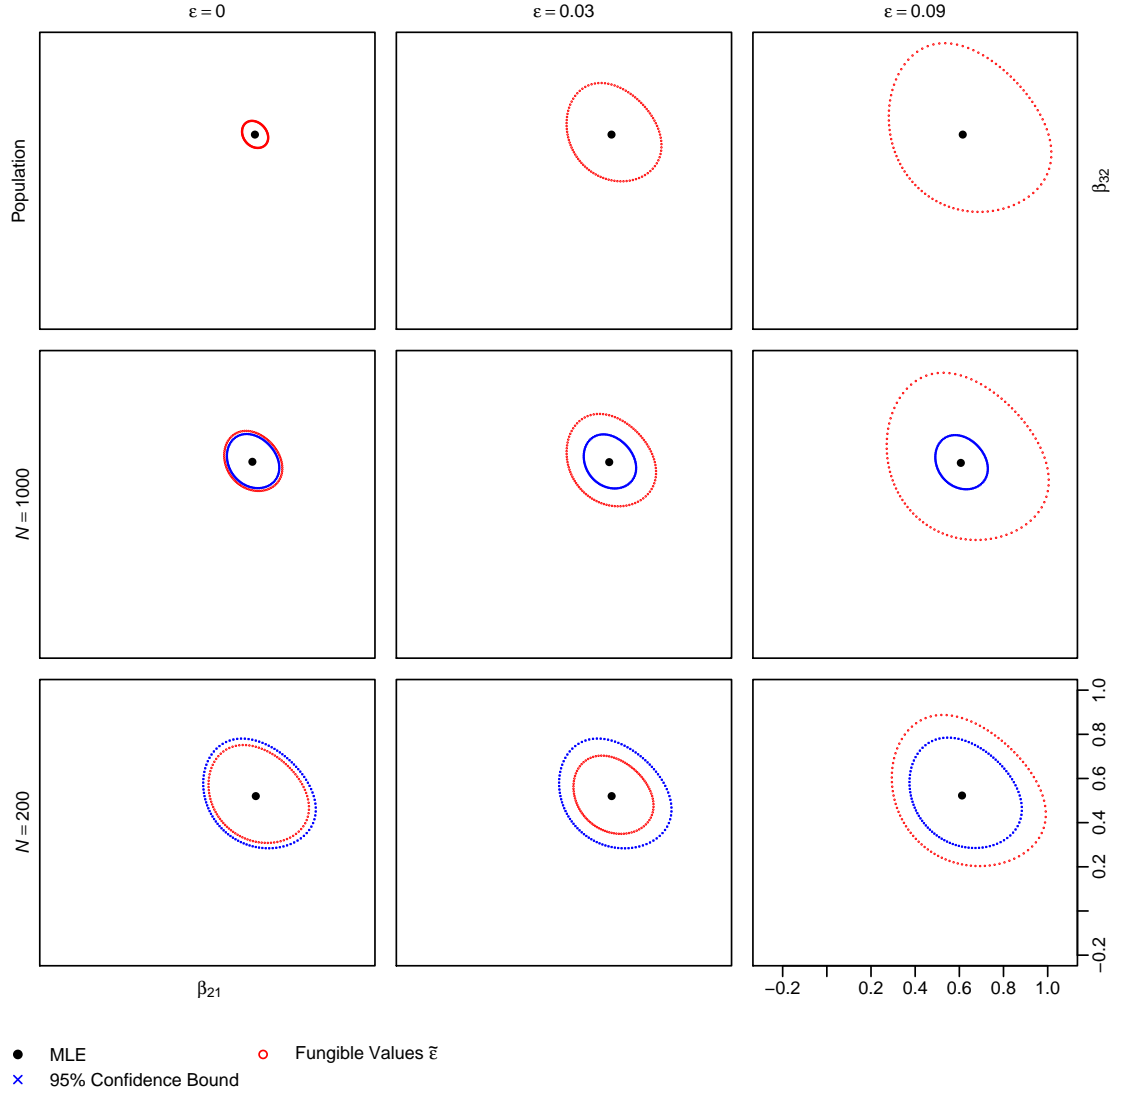 ε = 0
ε = 0.03
ε = 0.09
Population
β32
N = 1000
N = 200
1.0
0.8
0.6
0.4
0.2
−0.2
−0.2
0.2
0.4
0.6
0.8
1.0
β21
MLE
Fungible Values ε̃
95% Confidence Bound